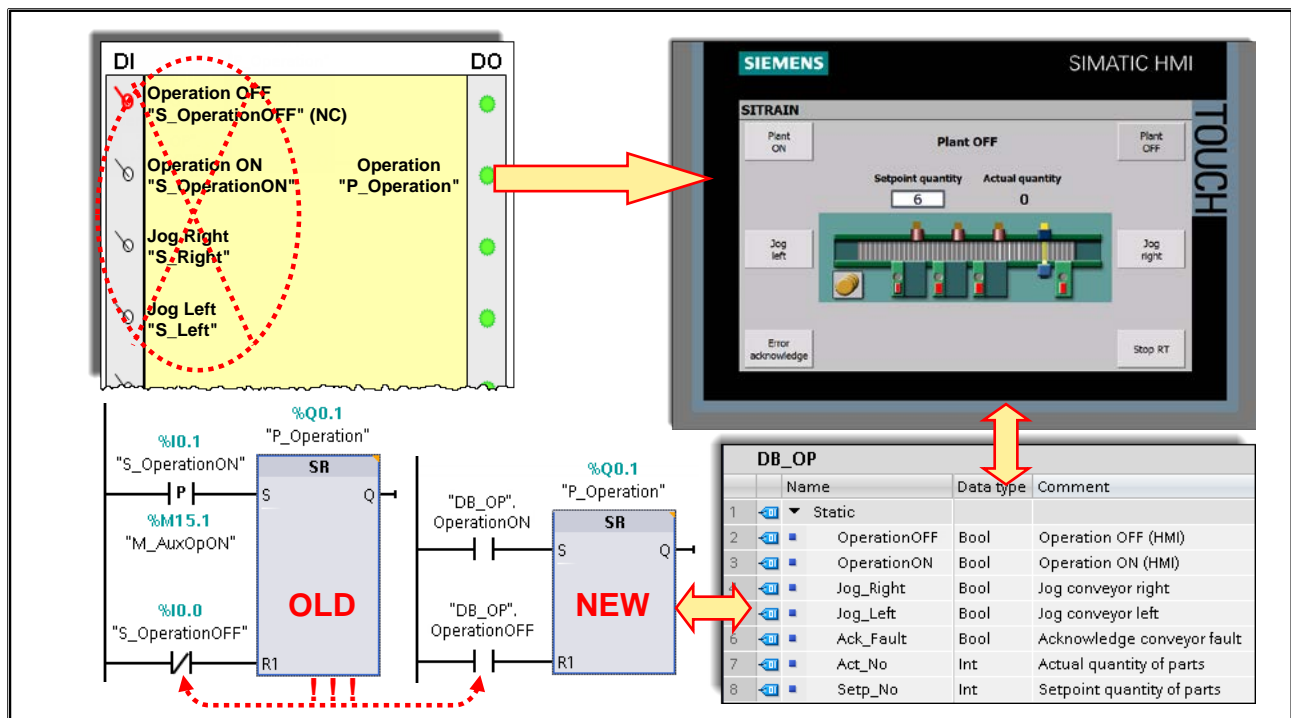 DI
DO
Operation OFF
"S_OperationOFF" (NC)
Operation ON
"S_OperationON"
Operation
"P_Operation"
Jog Right
"S_Right"
Jog Left
"S_Left"
SIEMENS
SIMATIC HMI
TOUCH
SITRAIN
Plant
ON
Plant OFF
Plant
OFF
Setpoint quantity
Actual quantity
6
0
Jog
left
Jog
right
Error
acknowledge
Stop RT
%Q0.1
"P_Operation"
%I0.1
"S_OperationON"
SR
P
S
Q
%M15.1
"M_AuxOpON"
OLD
%I0.0
"S_OperationOFF"
R1
!!!
%Q0.1
"P_Operation"
"DB_OP".
OperationON
SR
S
Q
NEW
"DB_OP".
OperationOFF
R1
DB_OP
Name Data type Comment
1 Static
2 OperationOFF Bool Operation OFF (HMI)
3 OperationON Bool Operation ON (HMI)
4 Jog_Right Bool Jog conveyor right
Jog_Left Bool Jog conveyor left
6 Ack_Fault Bool Acknowledge conveyor fault
7 Act_No Int Actual quantity of parts
8 Setp_No Int Setpoint quantity of parts